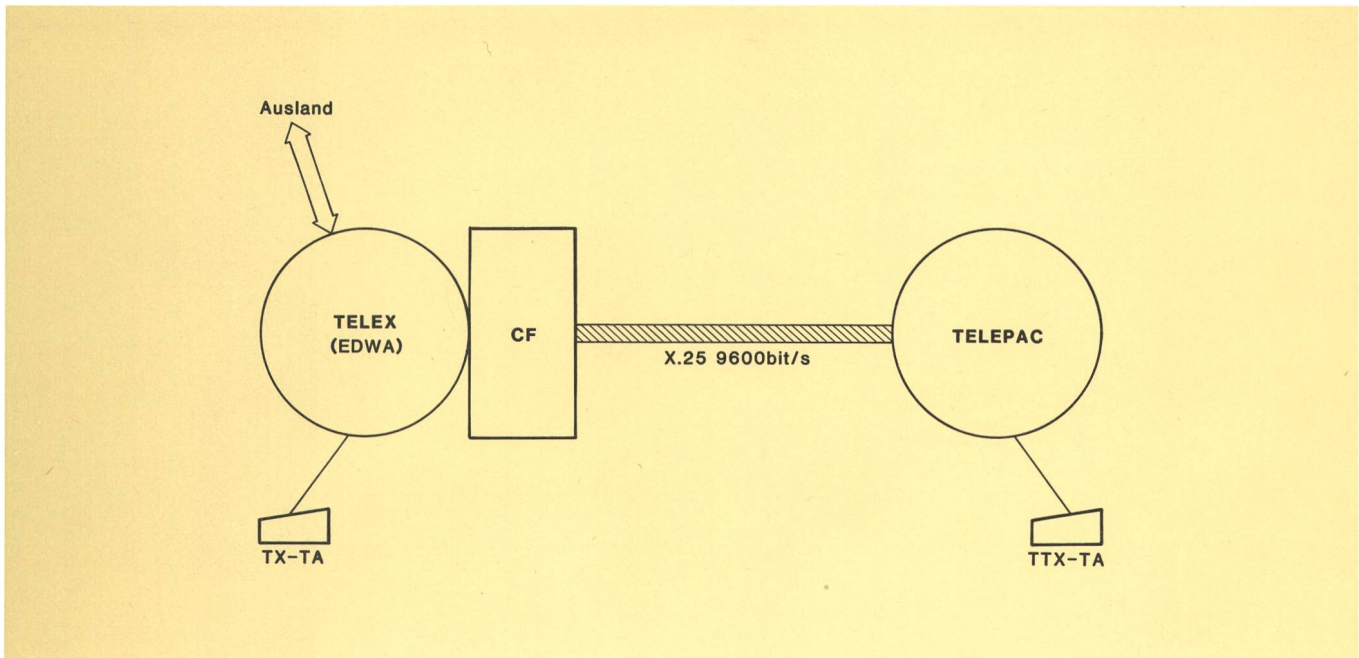 Ausland
TELEX
(EDWA)
CF
X.25 9600bit/s
TELEPAC
TX-TA
TTX-TA